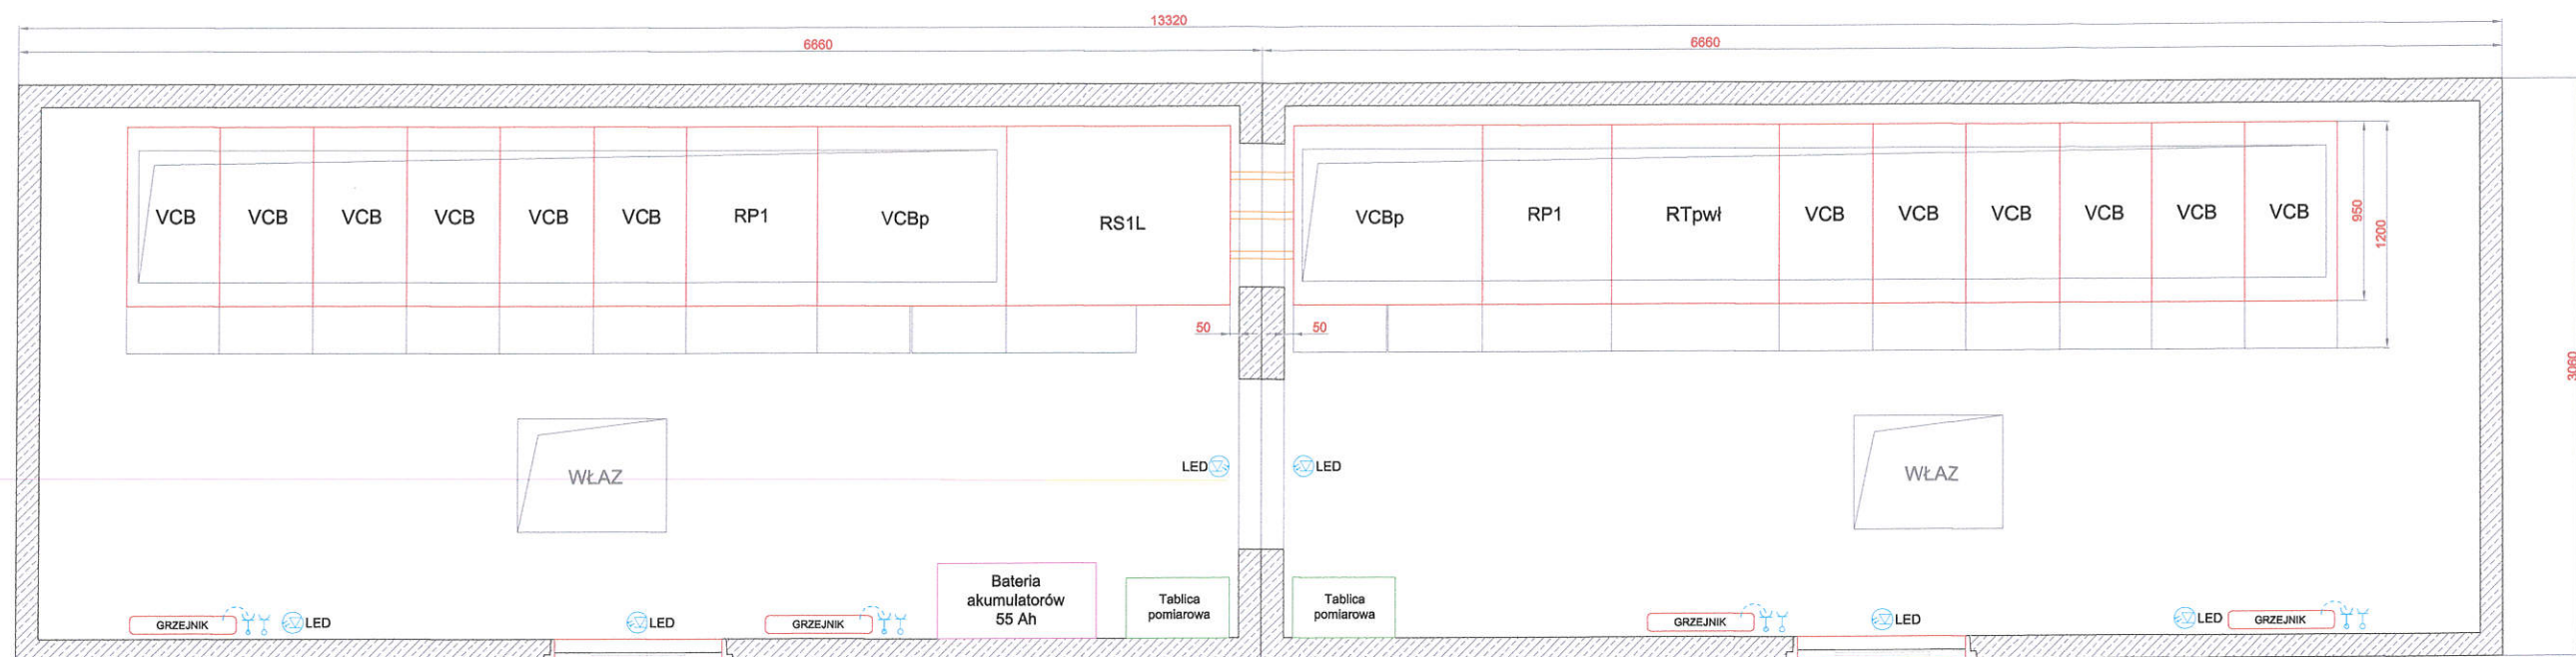 13320
6660
6660
VCB
VCB
VCB
VCB
VCB
VCB
RP1
VCBp
RS1L
VCBp
RP1
RTpwł
VCB
VCB
VCB
VCB
VCB
VCB
950
1200
50
50
3060
WŁAZ
LED
LED
WŁAZ
GRZEJNIK
LED
LED
GRZEJNIK
Bateria
akumulatorów
55 Ah
Tablica
pomiarowa
Tablica
pomiarowa
GRZEJNIK
LED
LED
GRZEJNIK